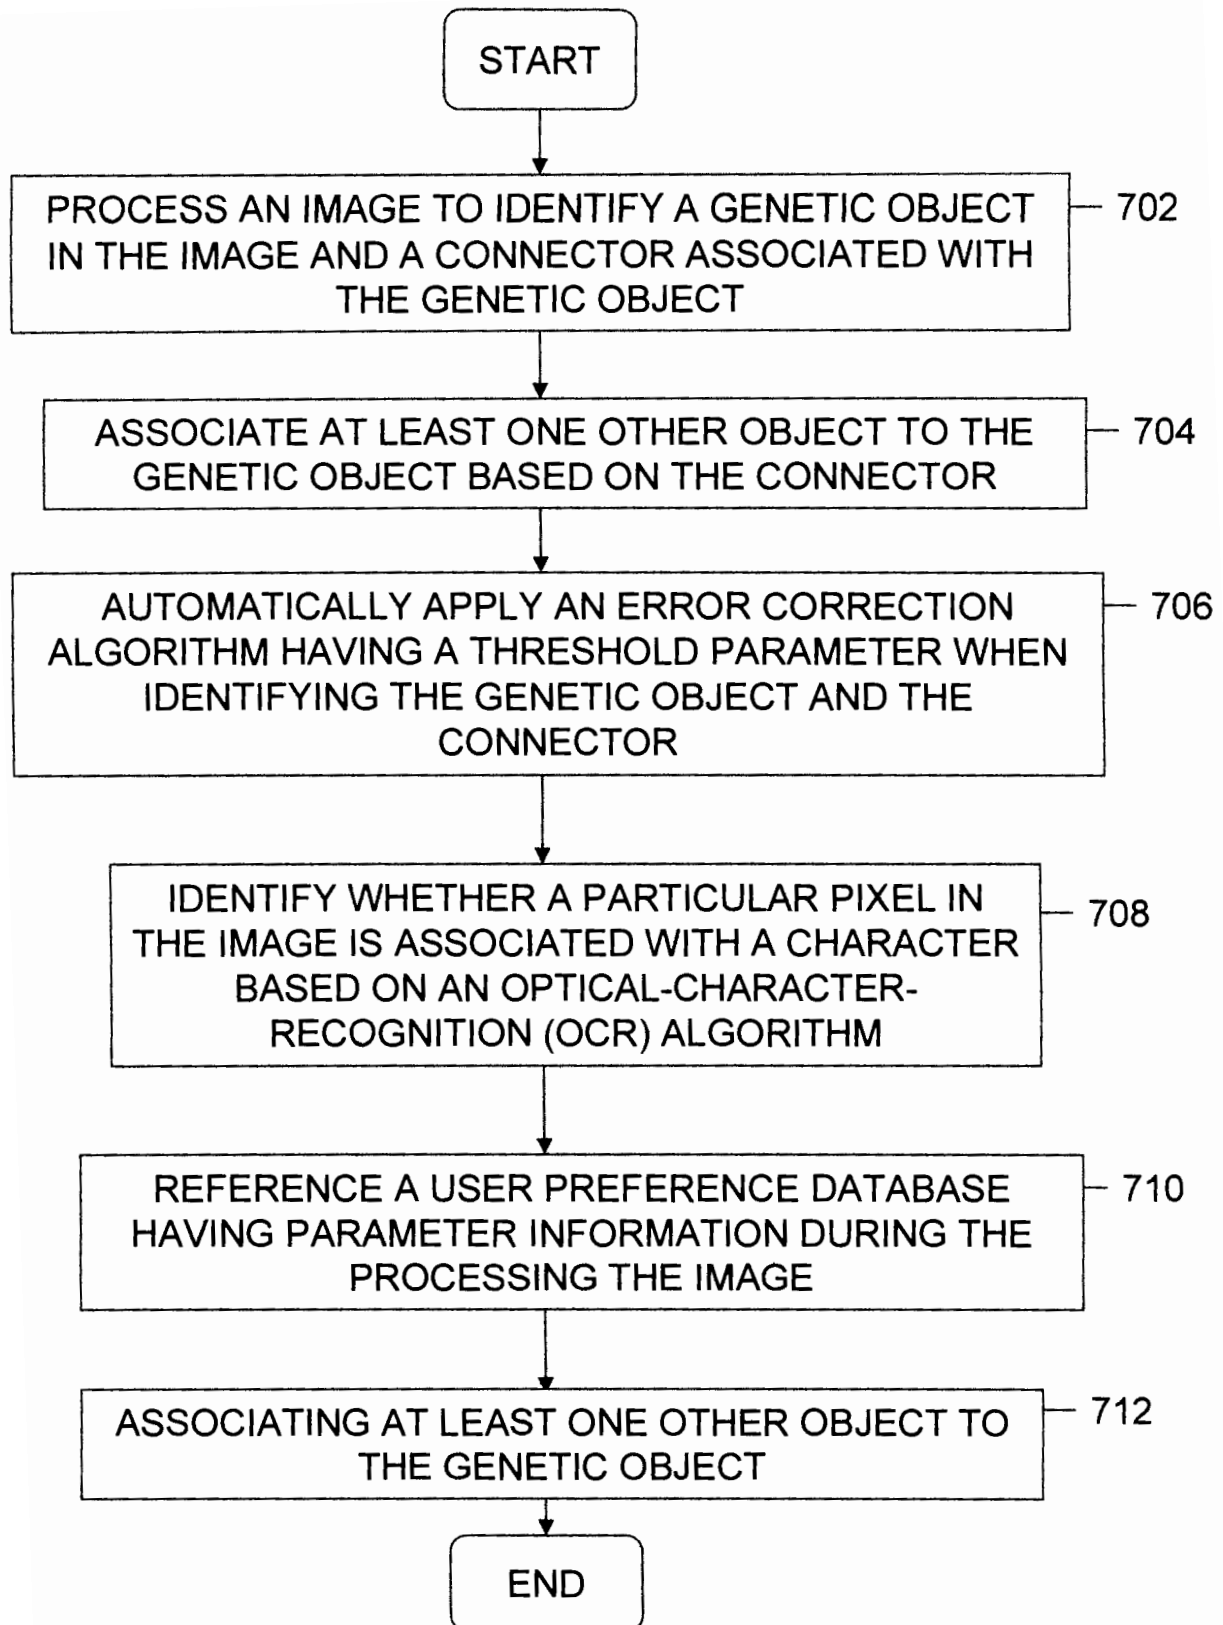 START
PROCESS AN IMAGE TO IDENTIFY A GENETIC OBJECT
IN THE IMAGE AND A CONNECTOR ASSOCIATED WITH
THE GENETIC OBJECT
702
ASSOCIATE AT LEAST ONE OTHER OBJECT TO THE
GENETIC OBJECT BASED ON THE CONNECTOR
704
AUTOMATICALLY APPLY AN ERROR CORRECTION
ALGORITHM HAVING A THRESHOLD PARAMETER WHEN
IDENTIFYING THE GENETIC OBJECT AND THE
CONNECTOR
706
IDENTIFY WHETHER A PARTICULAR PIXEL IN
THE IMAGE IS ASSOCIATED WITH A CHARACTER
BASED ON AN OPTICAL-CHARACTER-
RECOGNITION (OCR) ALGORITHM
708
REFERENCE A USER PREFERENCE DATABASE
HAVING PARAMETER INFORMATION DURING THE
PROCESSING THE IMAGE
710
ASSOCIATING AT LEAST ONE OTHER OBJECT TO
THE GENETIC OBJECT
712
END